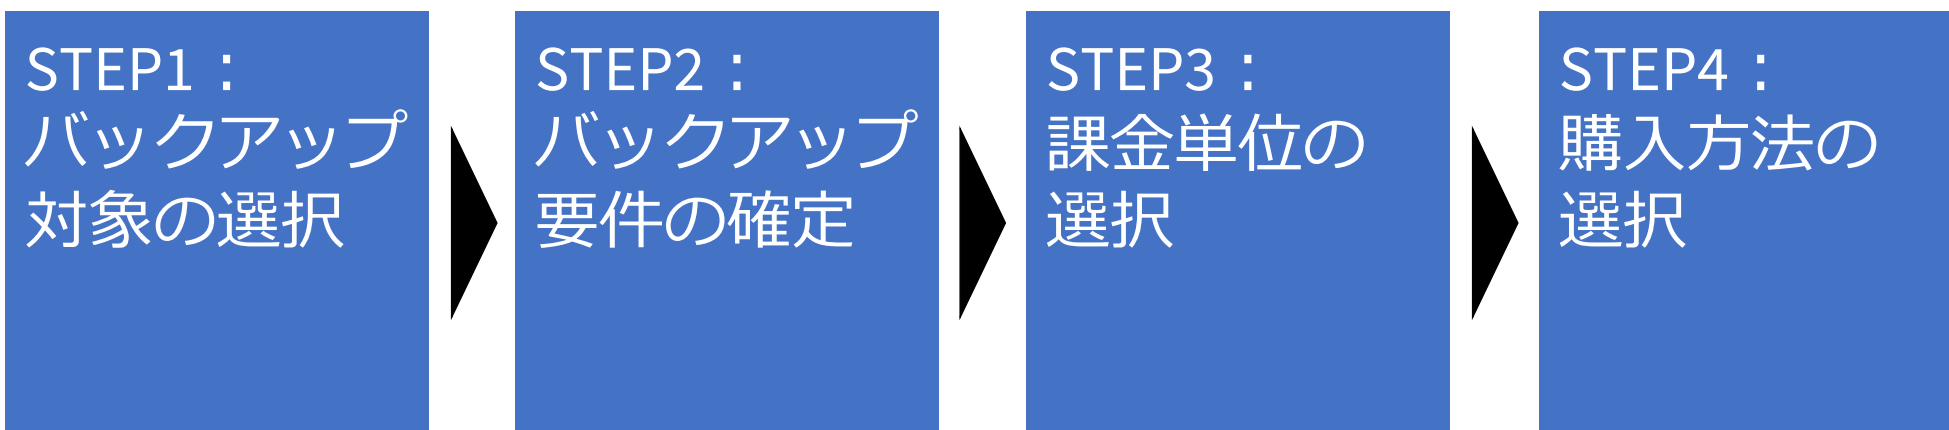 STEP1：
バックアップ
対象の選択
STEP2：
バックアップ
要件の確定
STEP3：
課金単位の
選択
STEP4：
購入方法の
選択